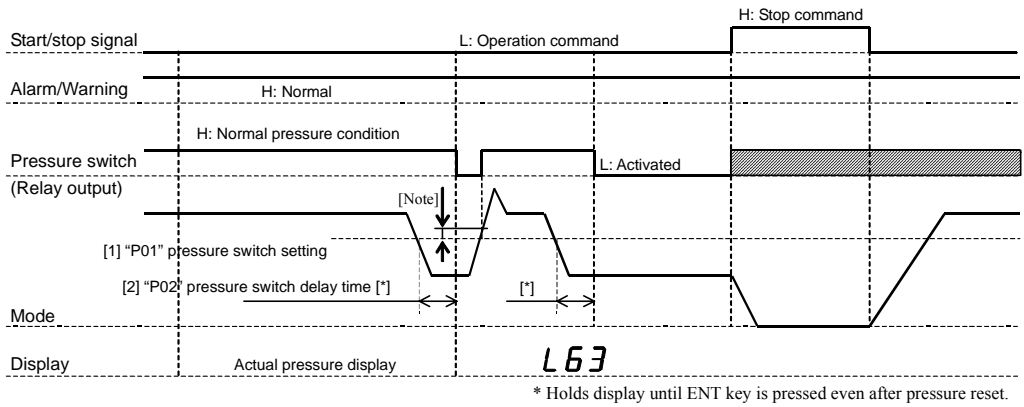 H: Stop command
Start/stop signal
L: Operation command
Alarm/Warning
H: Normal
H: Normal pressure condition
Pressure switch
(Relay output)
L: Activated
[Note]
[1] “P01” pressure switch setting
[2] “P02” pressure switch delay time [*]
[*]
Mode
Display
Actual pressure display
L63
* Holds display until ENT key is pressed even after pressure reset.